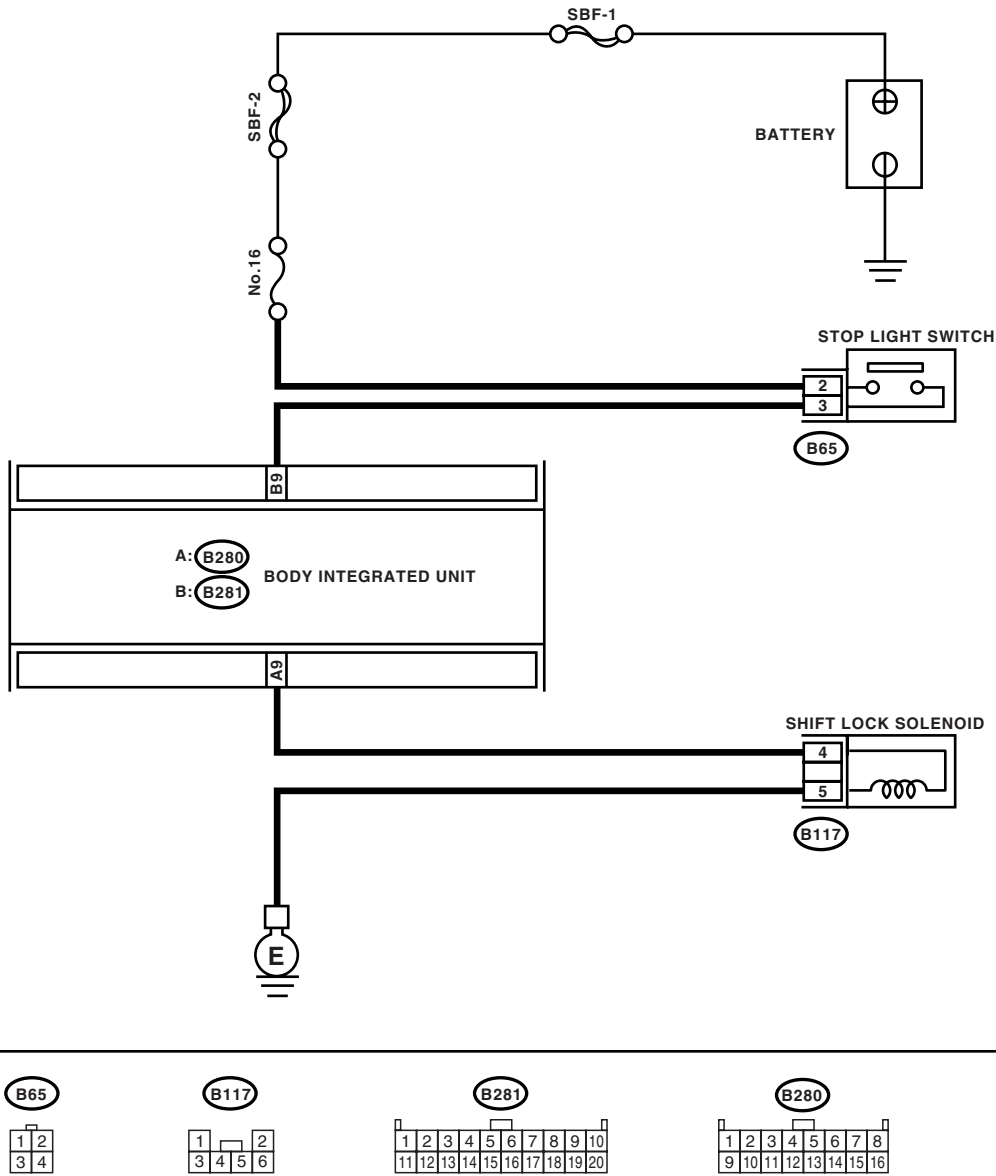 SBF-1
SBF-2
BATTERY
No.16
STOP LIGHT SWITCH
2
3
B65
B9
A: B280
BODY INTEGRATED UNIT
B: B281
A9
SHIFT LOCK SOLENOID
4
5
B117
E
B65
B117
B281
B280
1 2
3 4
1 2
3 4 5 6
1 2 3 4 5 6 7 8 9 10
11 12 13 14 15 16 17 18 19 20
1 2 3 4 5 6 7 8
9 10 11 12 13 14 15 16